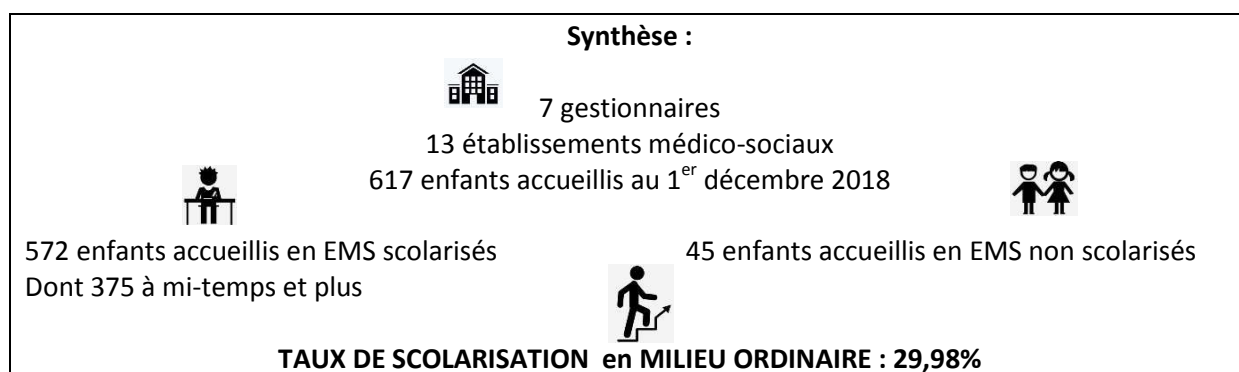 Synthèse :
7 gestionnaires
13 établissements médico-sociaux
617 enfants accueillis au 1er décembre 2018
572 enfants accueillis en EMS scolarisés
Dont 375 à mi-temps et plus
45 enfants accueillis en EMS non scolarisés
TAUX DE SCOLARISATION en MILIEU ORDINAIRE : 29,98%